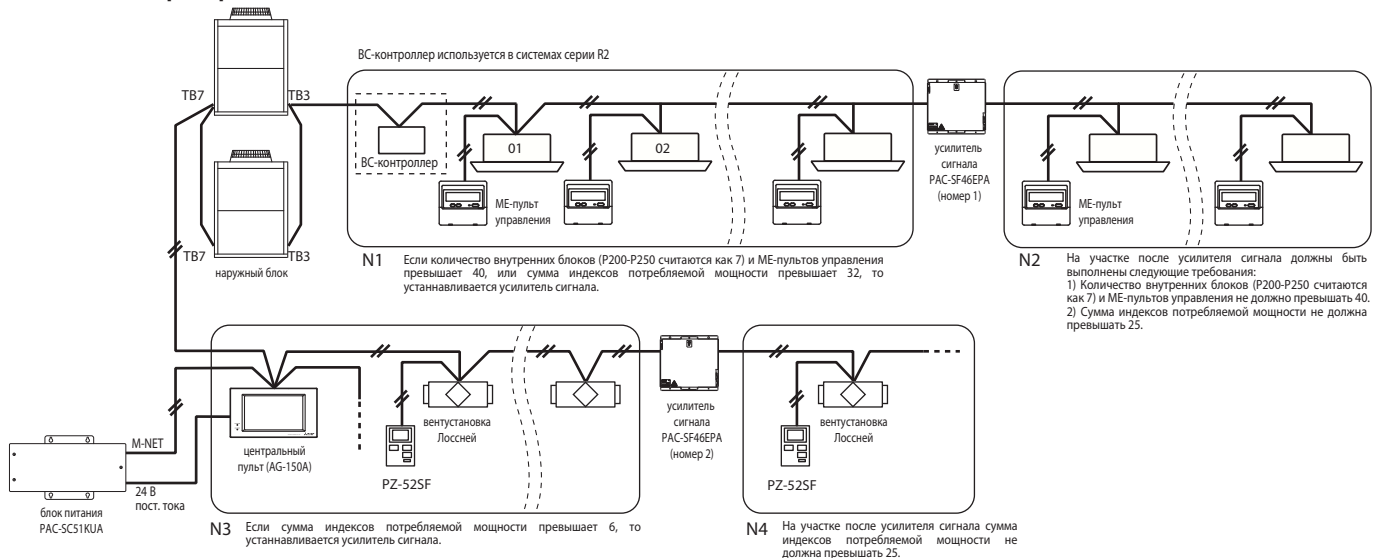 BC-контроллер используется в системах серии R2
TB7
TB3
TB7
TB3
наружный блок
BC-контроллер
01
02
ME-пульт
управления
усилитель
сигнала
PAC-SF46EPA
(номер 1)
ME-пульт
управления
N1
Если количество внутренних блоков (P200-P250 считаются как 7) и МЕ-пультов управления
превышает 40, или сумма индексов потребляемой мощности превышает 32, то
устанавливается усилитель сигнала.
N2
На участке после усилителя сигнала должны быть
выполнены следующие требования:
1) Количество внутренних блоков (P200-P250 считаются
как 7) и МЕ-пультов управления не должно превышать 40.
2) Сумма индексов потребляемой мощности не должна
превышать 25.
M-NET
24 В
пост. тока
блок питания
PAC-SC51KUA
центральный
пульт (AG-150A)
PZ-52SF
вентустановка
Лоссней
усилитель
сигнала
PAC-SF46EPA
(номер 2)
PZ-52SF
вентустановка
Лоссней
N3
Если сумма индексов потребляемой мощности превышает 6, то
устанавливается усилитель сигнала.
N4
На участке после усилителя сигнала сумма
индексов потребляемой мощности не
должна превышать 25.